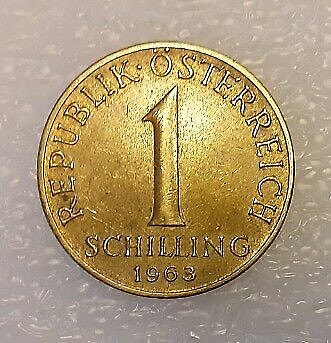 REPUBLIK · ÖSTERREICH
1
SCHILLING
1963